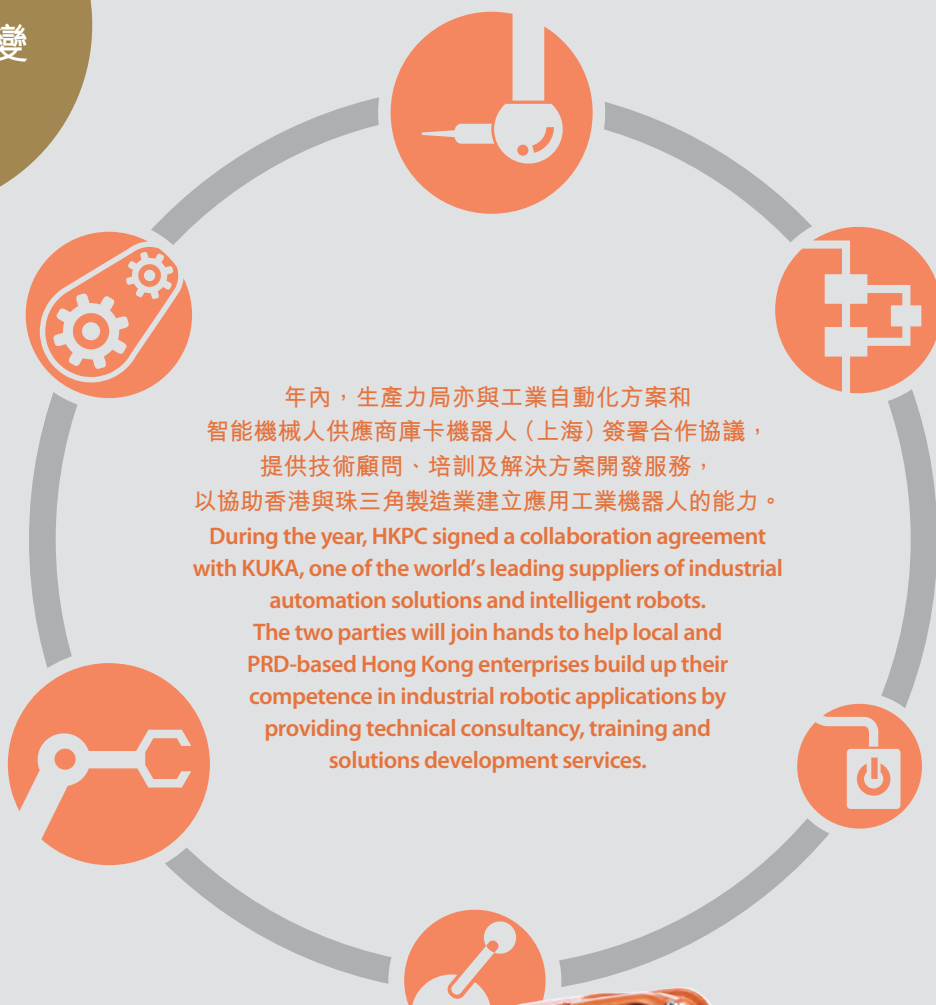 變
年內，生產力局亦與工業自動化方案和
智能機械人供應商庫卡機器人（上海）簽署合作協議，
提供技術顧問、培訓及解決方案開發服務，
以協助香港與珠三角製造業建立應用工業機器人的能力。
During the year, HKPC signed a collaboration agreement
with KUKA, one of the world's leading suppliers of industrial
automation solutions and intelligent robots.
The two parties will join hands to help local and
PRD-based Hong Kong enterprises build up their
competence in industrial robotic applications by
providing technical consultancy, training and
solutions development services.